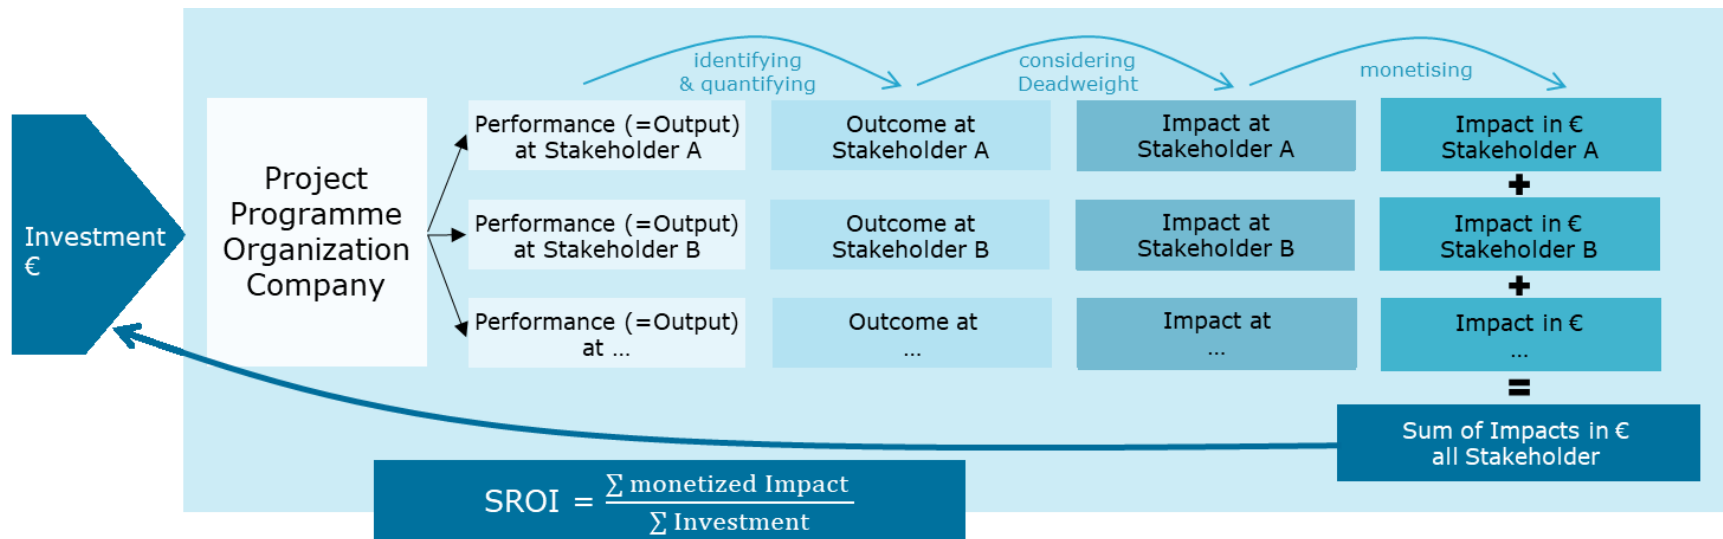 identifying
& quantifying
considering
Deadweight
monetising
Investment
€
Project
Programme
Organization
Company
Performance (=Output)
at Stakeholder A
Outcome at
Stakeholder A
Impact at
Stakeholder A
Impact in €
Stakeholder A
+
Performance (=Output)
at Stakeholder B
Outcome at
Stakeholder B
Impact at
Stakeholder B
Impact in €
Stakeholder B
+
Performance (=Output)
at ...
Outcome at
...
Impact at
...
Impact in €
...
=
Sum of Impacts in €
all Stakeholder
SROI = ∑ monetized Impact
∑ Investment